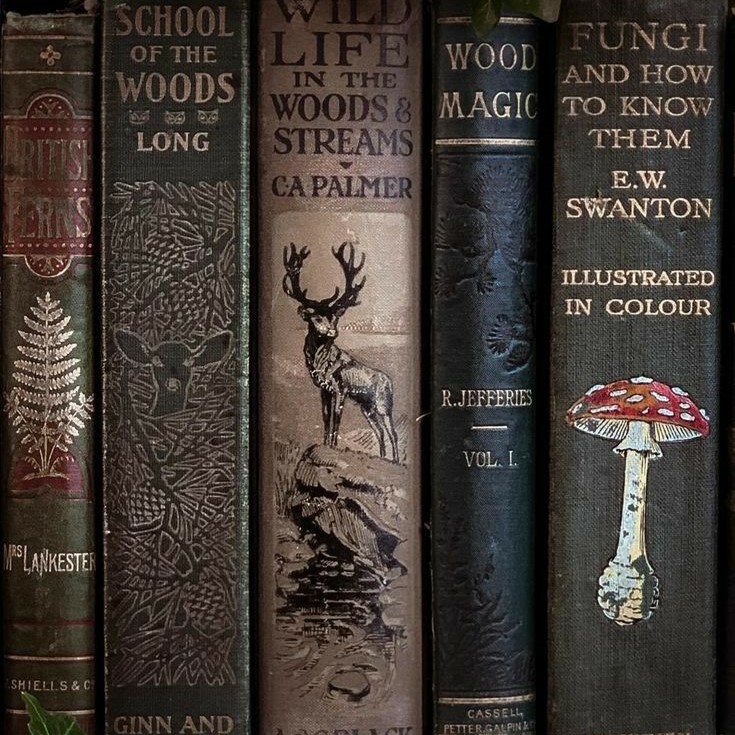 BRITISH
FERNS
MRS LANKESTER
SHIELLS & CO
SCHOOL
OF THE
WOODS
LONG
GINN AND
WILD
LIFE
IN THE
WOODS &
STREAMS
C.A. PALMER
WOOD
MAGIC
R. JEFFERIES
VOL. I.
CASSELL,
PETTER, GALPIN &
FUNGI
AND HOW
TO KNOW
THEM
E.W.
SWANTON
ILLUSTRATED
IN COLOUR